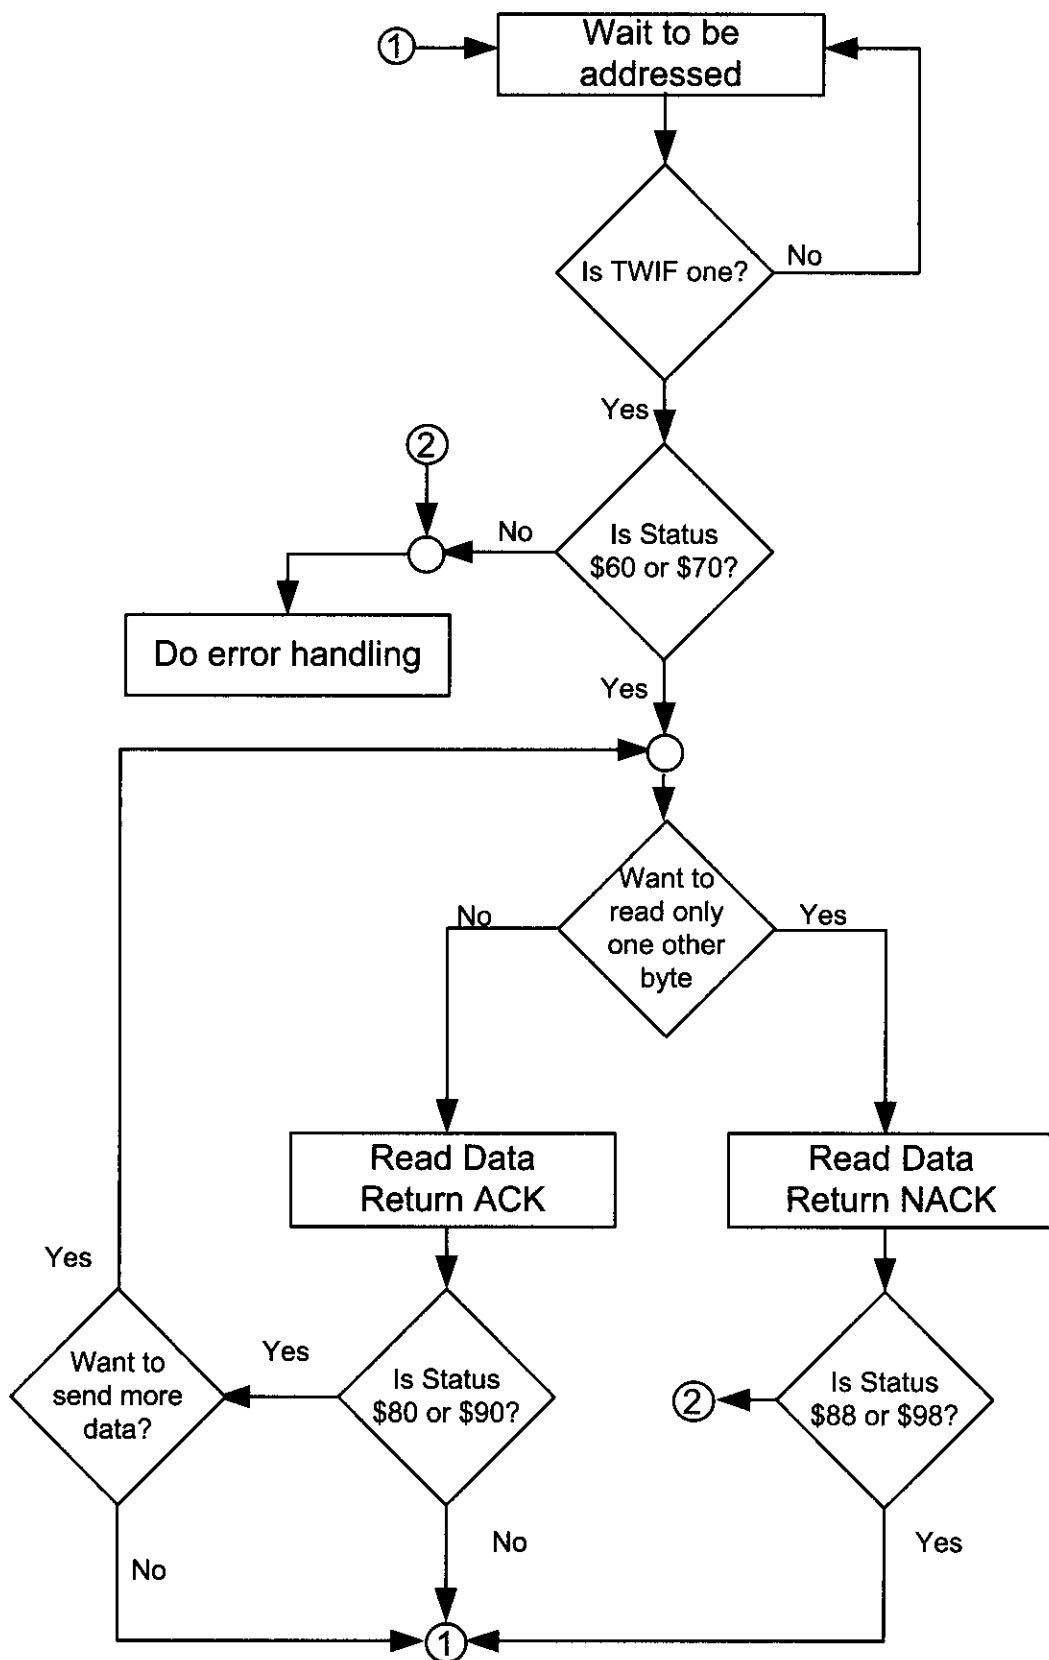 1
Wait to be
addressed
Is TWIF one?
No
Yes
2
No
Is Status
$60 or $70?
Do error handling
Yes
Want to
read only
one other
byte
No
Yes
Read Data
Return ACK
Read Data
Return NACK
Yes
Want to
send more
data?
Yes
Is Status
$80 or $90?
2
Is Status
$88 or $98?
No
No
Yes
1